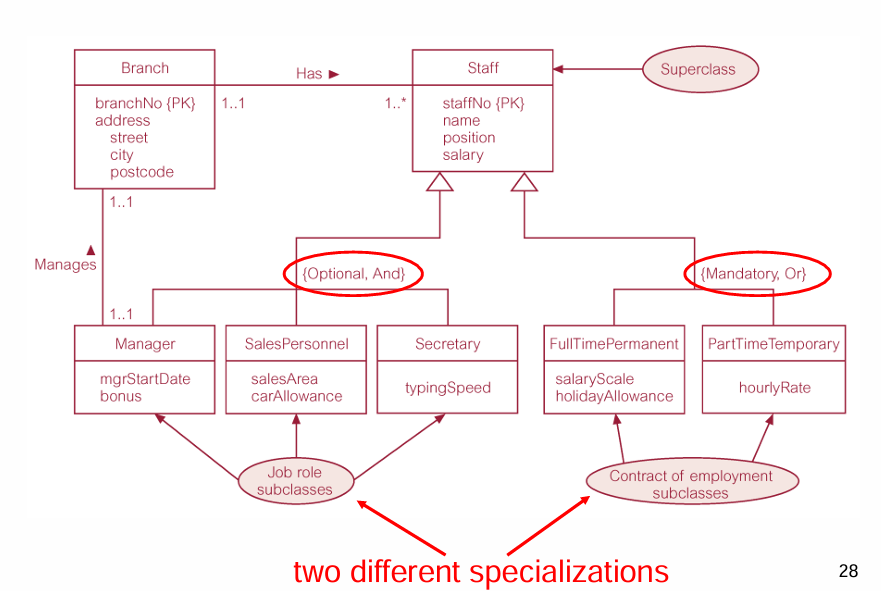 Branch
Has ►
Staff
Superclass
branchNo {PK}
address
street
city
postcode
1..1
1..*
staffNo {PK}
name
position
salary
1..1
Manages ▲
{Optional, And}
{Mandatory, Or}
1..1
Manager
mgrStartDate
bonus
SalesPersonnel
salesArea
carAllowance
Secretary
typingSpeed
FullTimePermanent
salaryScale
holidayAllowance
PartTimeTemporary
hourlyRate
Job role
subclasses
Contract of employment
subclasses
two different specializations
28